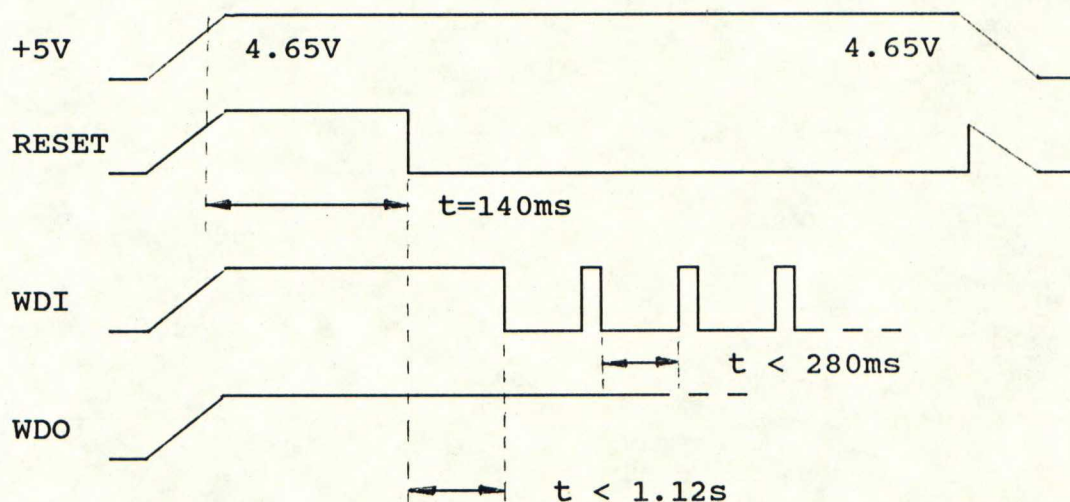 +5V
4.65V
4.65V
RESET
t=140ms
WDI
t < 280ms
WDO
t < 1.12s